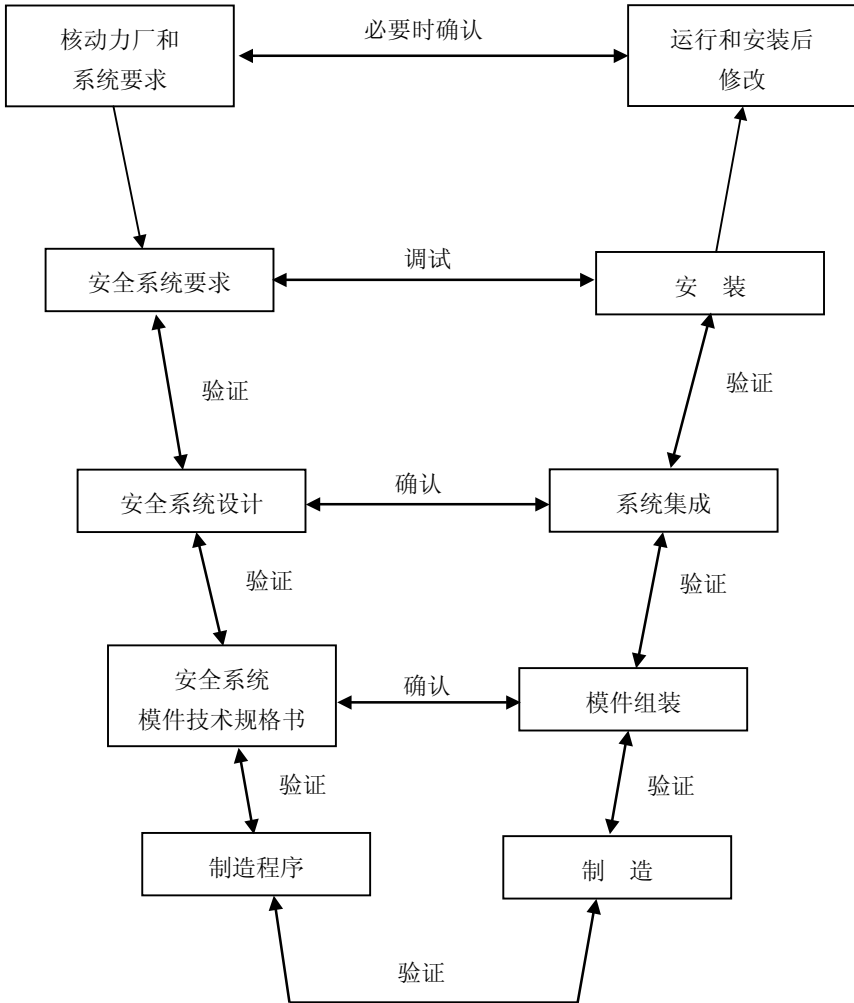 核动力厂和
系统要求
必要时确认
运行和安装后
修改
安全系统要求
调试
安 装
验证
验证
安全系统设计
确认
系统集成
验证
验证
安全系统
模件技术规格书
确认
模件组装
验证
验证
制造程序
制 造
验证